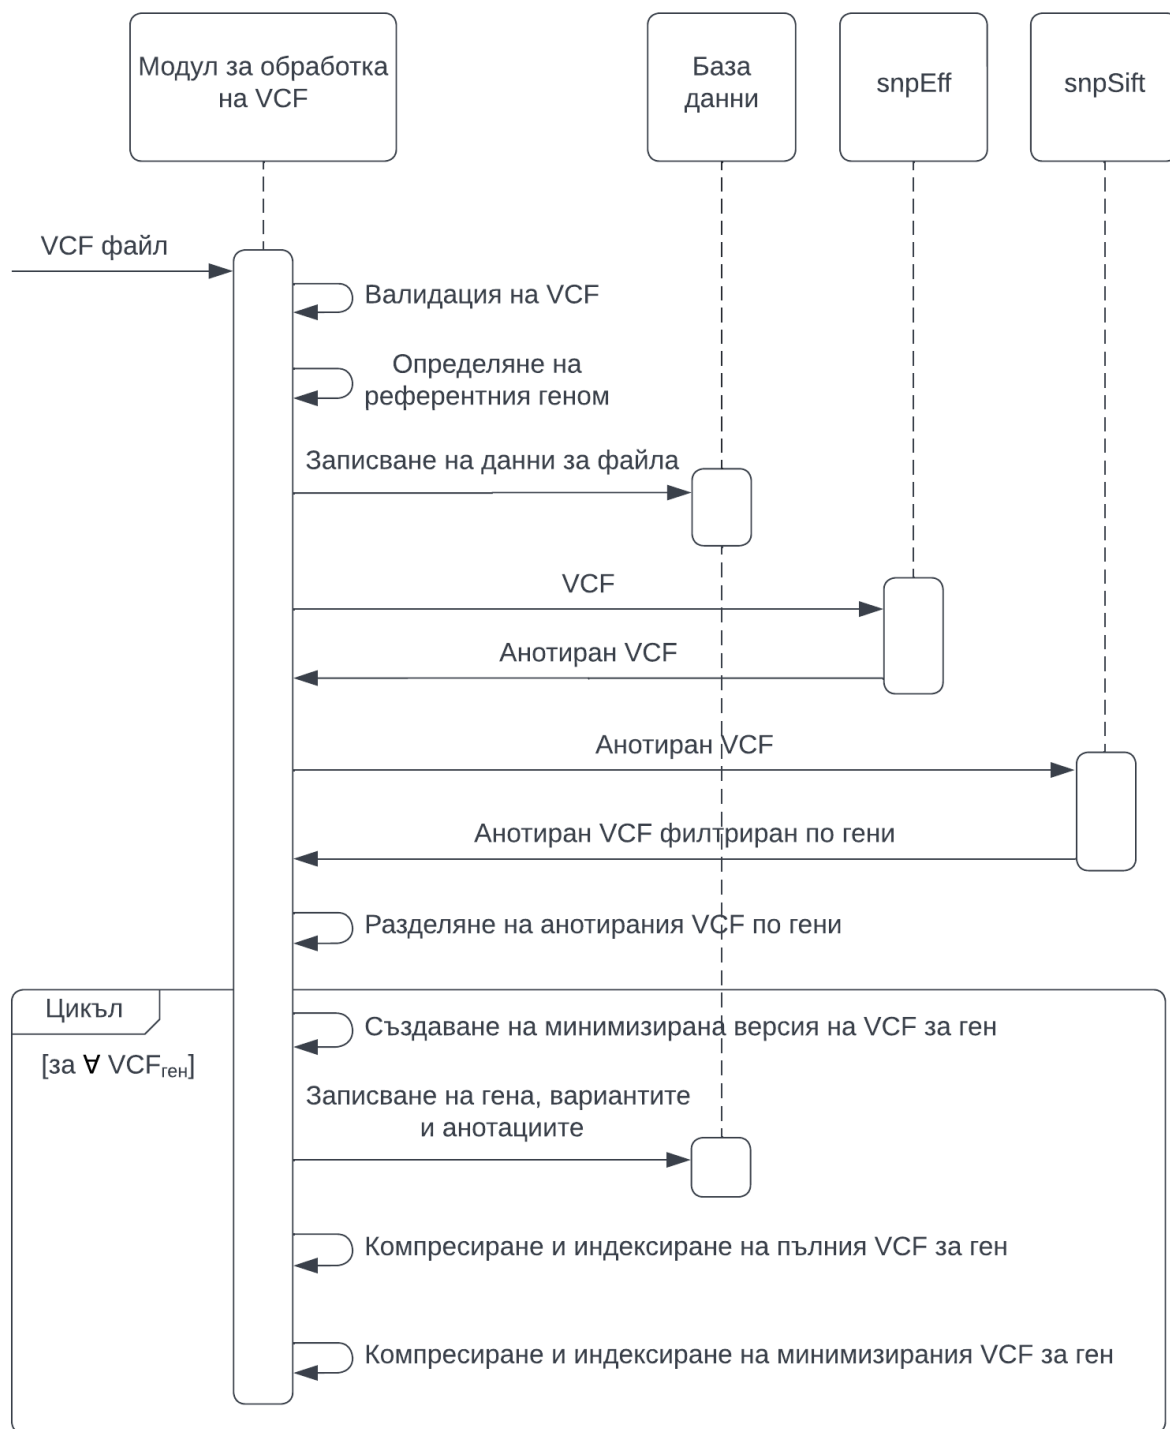 Модул за обработка
на VCF
База
данни
snpEff
snpSift
VCF файл
Валидация на VCF
Определяне на
референтния геном
Записване на данни за файла
VCF
Анотиран VCF
Анотиран VCF
Анотиран VCF филтриран по гени
Разделяне на анотирания VCF по гени
Цикъл
Създаване на минимизирана версия на VCF за ген
[за ∀ VCFген]
Записване на гена, вариантите
и анотациите
Компресиране и индексиране на пълния VCF за ген
Компресиране и индексиране на минимизирания VCF за ген